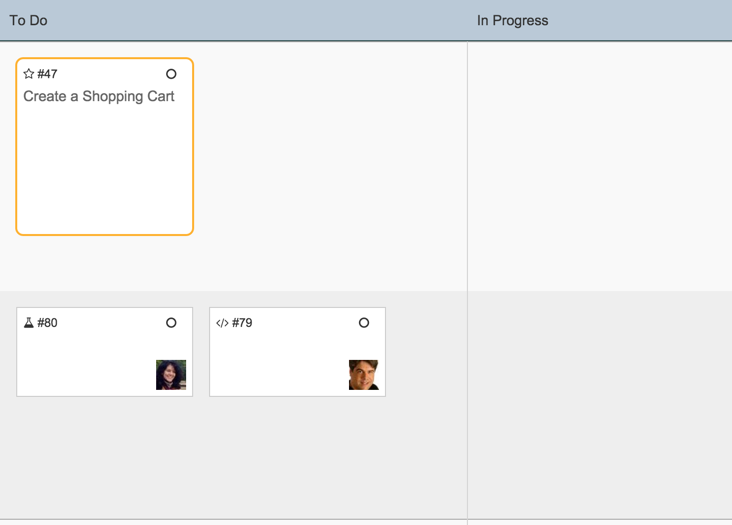 To Do
In Progress
#47
Create a Shopping Cart
#80
</> #79